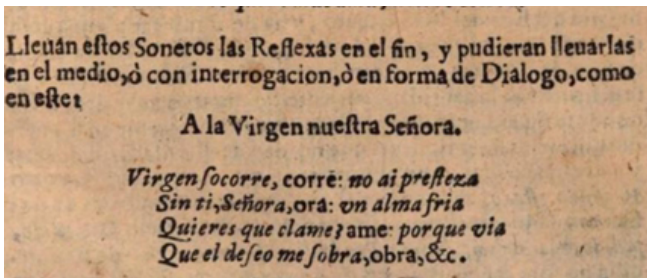 Lleuan estos Sonetos las Reflexas en el fin, y pudieran lleuarlas
en el medio, ò con interrogacion, ò en forma de Dialogo, como
en este:
A la Virgen nuestra Señora.
Virgen socorre, corre: no ai presteza
Sin ti, Señora, ora: vn alma fria
Quieres que clame? ame: porque via
Que el deseo me sobra, obra, &c.